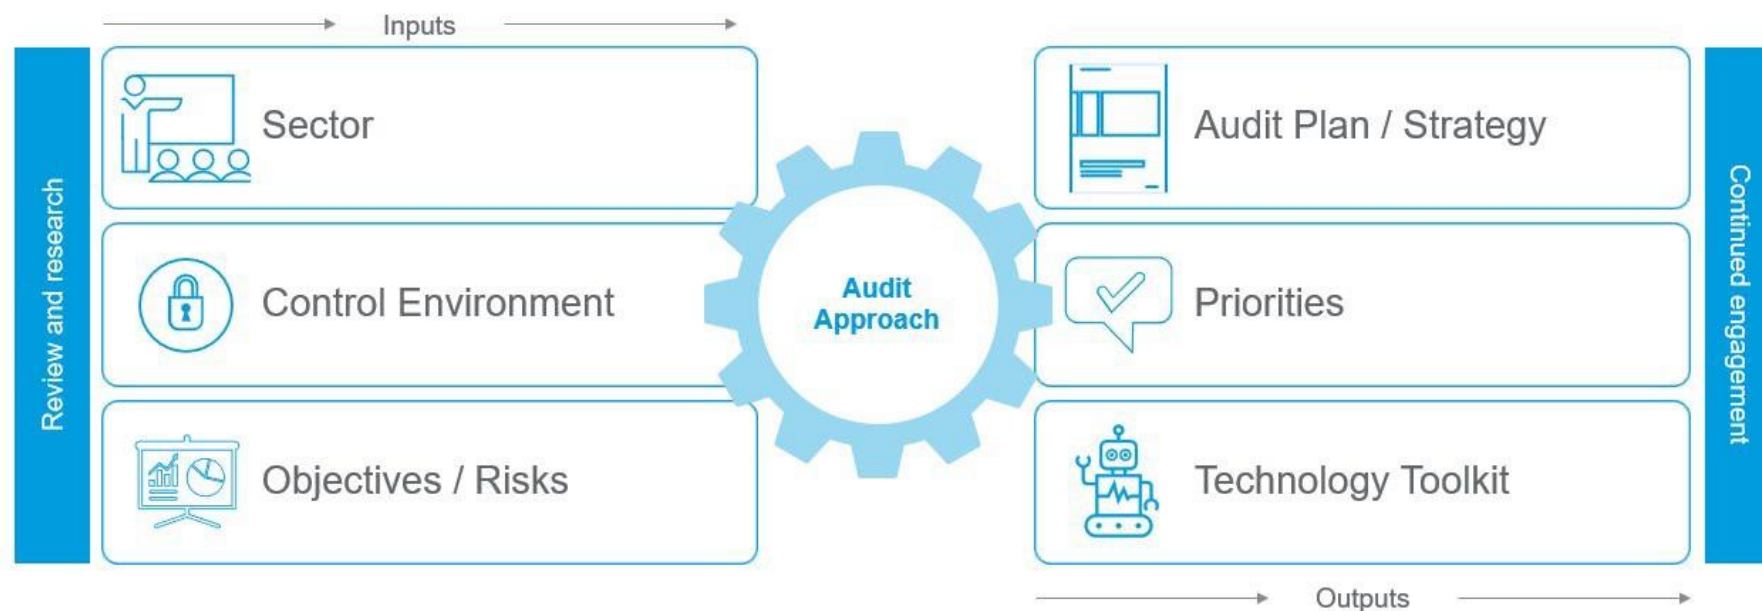 Inputs
Review and research
Sector
Control Environment
Objectives / Risks
Audit
Approach
Audit Plan / Strategy
Priorities
Technology Toolkit
Continued engagement
Outputs